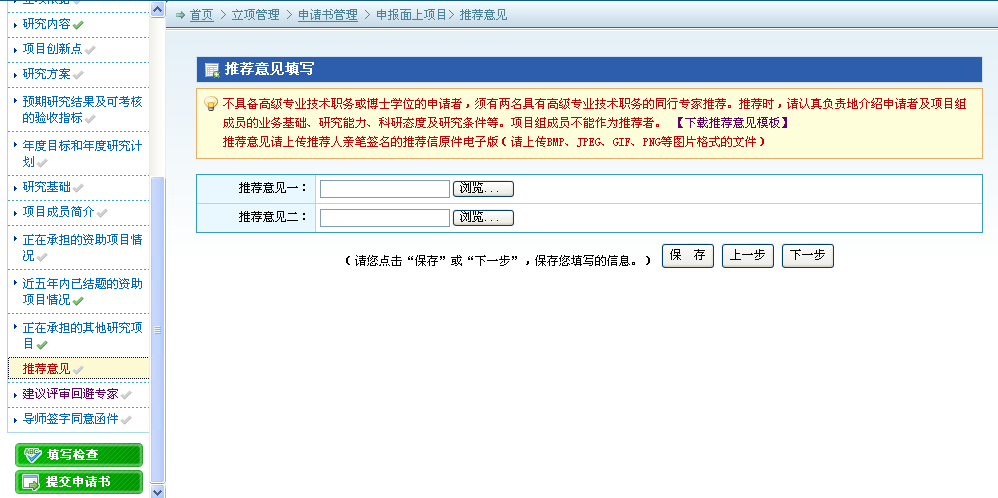 研究内容
项目创新点
研究方案
预期研究结果及可考核
的验收指标
年度目标和年度研究计
划
研究基础
项目成员简介
正在承担的资助项目情
况
近五年内已结题的资助
项目情况
正在承担的其他研究项
目
推荐意见
建议评审回避专家
导师签字同意函件
填写检查
提交申请书
首页 > 立项管理 > 申请书管理 > 申报面上项目> 推荐意见
推荐意见填写
不具备高级专业技术职务或博士学位的申请者，须有两名具有高级专业技术职务的同行专家推荐。推荐时，请认真负责地介绍申请者及项目组
成员的业务基础、研究能力、科研态度及研究条件等。项目组成员不能作为推荐者。 【下载推荐意见模板】
推荐意见请上传推荐人亲笔签名的推荐信原件电子版（请上传BMP、JPEG、GIF、PNG等图片格式的文件）
推荐意见一： 浏览...
推荐意见二： 浏览...
（请您点击“保存”或“下一步”，保存您填写的信息。） 保 存 上一步 下一步